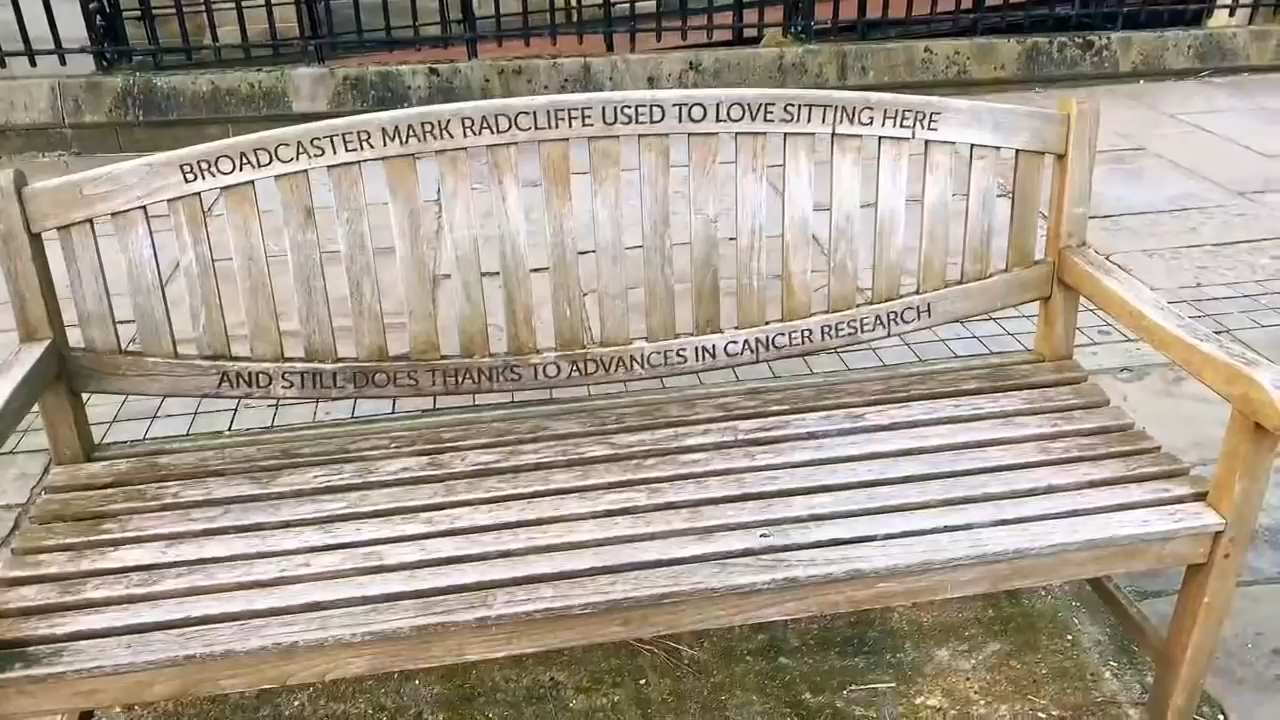 BROADCASTER MARK RADCLIFFE USED TO LOVE SITTING HERE
AND STILL DOES THANKS TO ADVANCES IN CANCER RESEARCH